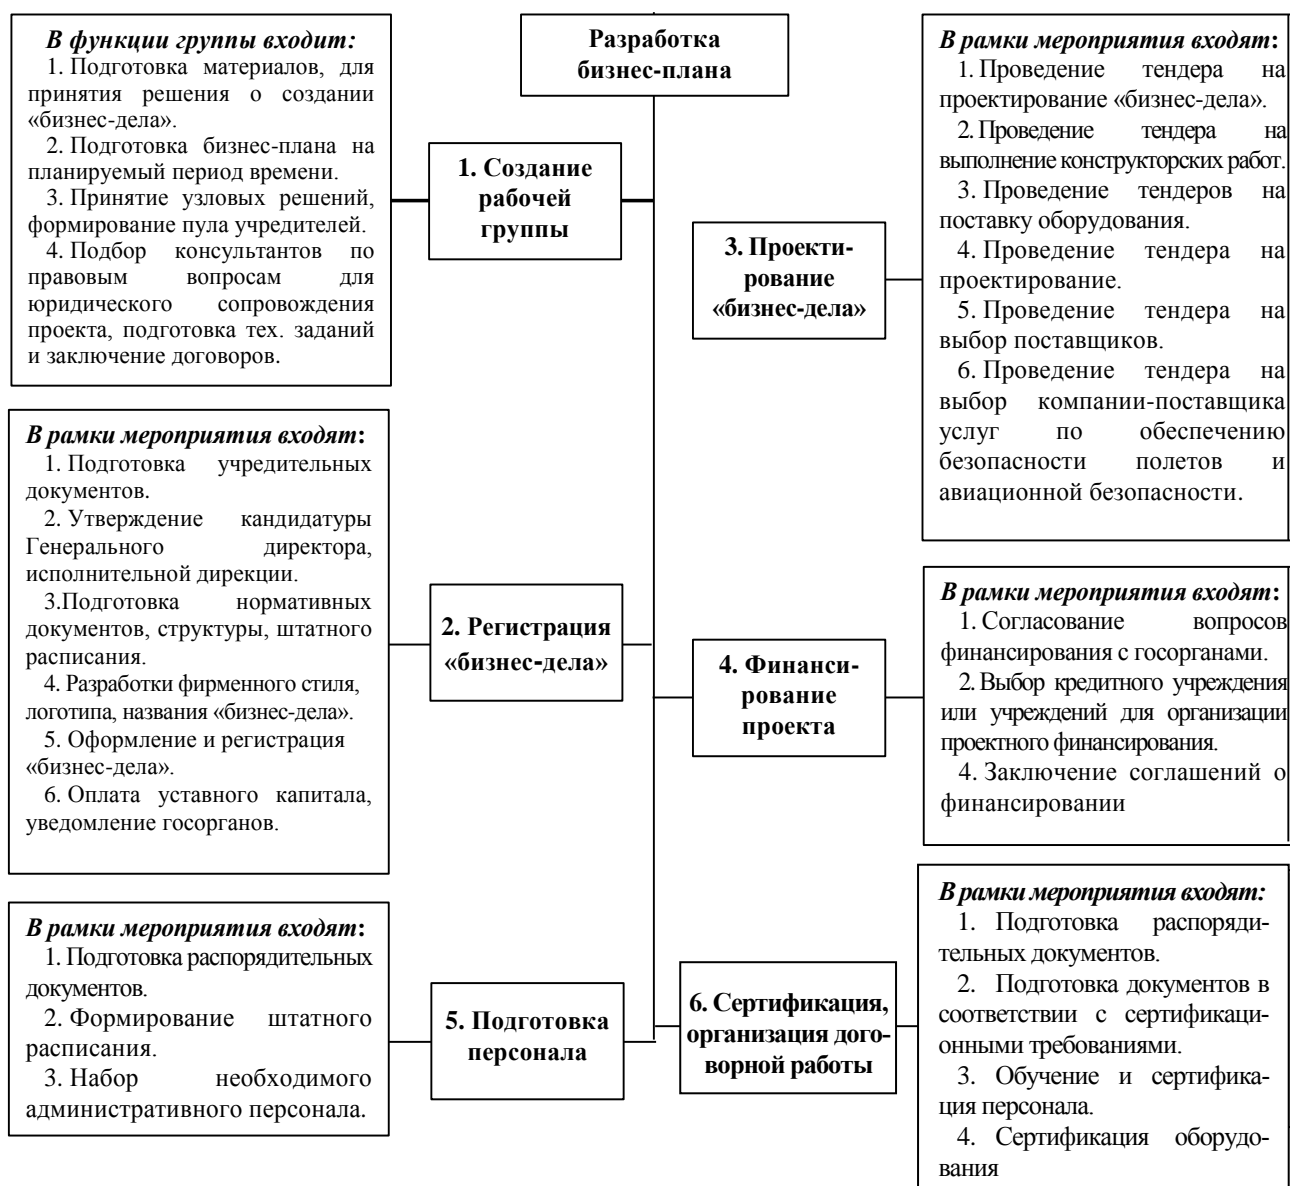 Разработка
бизнес-плана
В функции группы входит:
1. Подготовка материалов, для
принятия решения о создании
«бизнес-дела».
2. Подготовка бизнес-плана на
планируемый период времени.
3. Принятие узловых решений,
формирование пула учредителей.
4. Подбор консультантов по
правовым вопросам для
юридического сопровождения
проекта, подготовка тех. заданий
и заключение договоров.
1. Создание
рабочей
группы
3. Проекти-
рование
«бизнес-дела»
В рамки мероприятия входят:
1. Проведение тендера на
проектирование «бизнес-дела».
2. Проведение тендера на
выполнение конструкторских работ.
3. Проведение тендеров на
поставку оборудования.
4. Проведение тендера на
проектирование.
5. Проведение тендера на
выбор поставщиков.
6. Проведение тендера на
выбор компании-поставщика
услуг по обеспечению
безопасности полетов и
авиационной безопасности.
В рамки мероприятия входят:
1. Подготовка учредительных
документов.
2. Утверждение кандидатуры
Генерального директора,
исполнительной дирекции.
3.Подготовка нормативных
документов, структуры, штатного
расписания.
4. Разработки фирменного стиля,
логотипа, названия «бизнес-дела».
5. Оформление и регистрация
«бизнес-дела».
6. Оплата уставного капитала,
уведомление госорганов.
2. Регистрация
«бизнес-дела»
4. Финанси-
рование
проекта
В рамки мероприятия входят:
1. Согласование вопросов
финансирования с госорганами.
2. Выбор кредитного учреждения
или учреждений для организации
проектного финансирования.
4. Заключение соглашений о
финансировании
В рамки мероприятия входят:
1. Подготовка распорядительных
документов.
2. Формирование штатного
расписания.
3. Набор необходимого
административного персонала.
5. Подготовка
персонала
6. Сертификация,
организация дого-
ворной работы
В рамки мероприятия входят:
1. Подготовка распоряди-
тельных документов.
2. Подготовка документов в
соответствии с сертификаци-
онными требованиями.
3. Обучение и сертифика-
ция персонала.
4. Сертификация оборудо-
вания